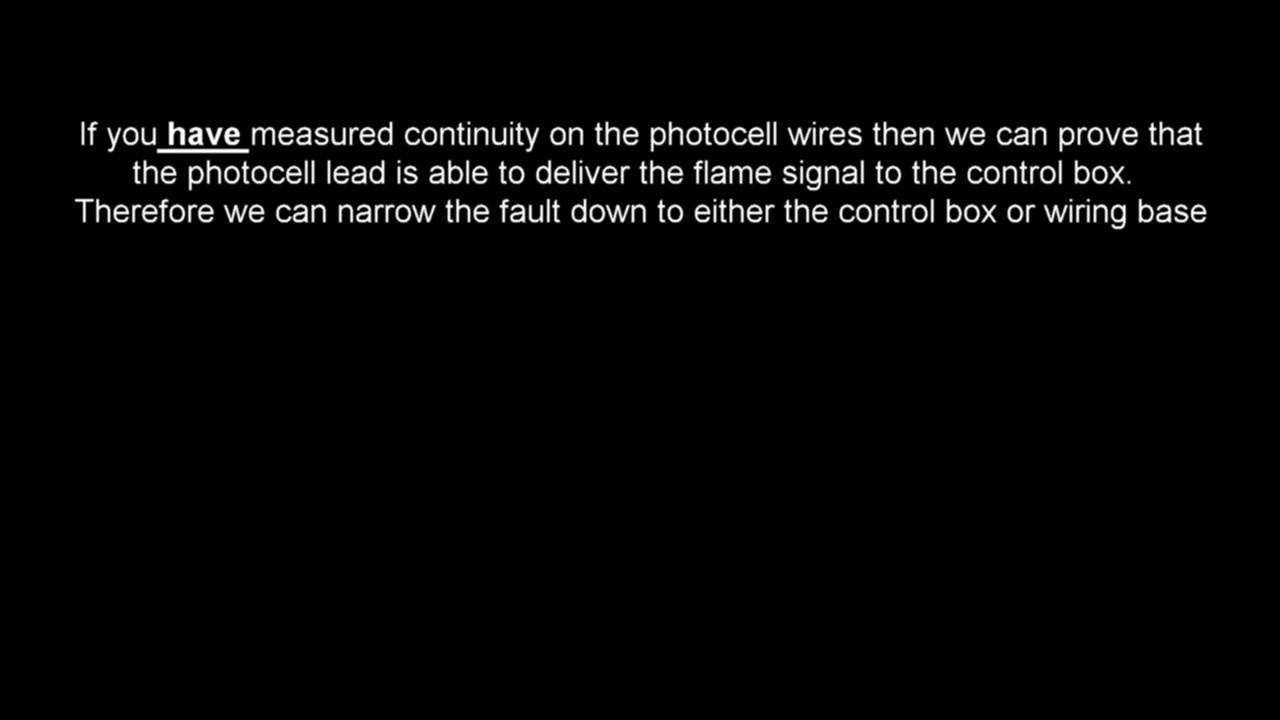 If you have measured continuity on the photocell wires then we can prove that
the photocell lead is able to deliver the flame signal to the control box.
Therefore we can narrow the fault down to either the control box or wiring base